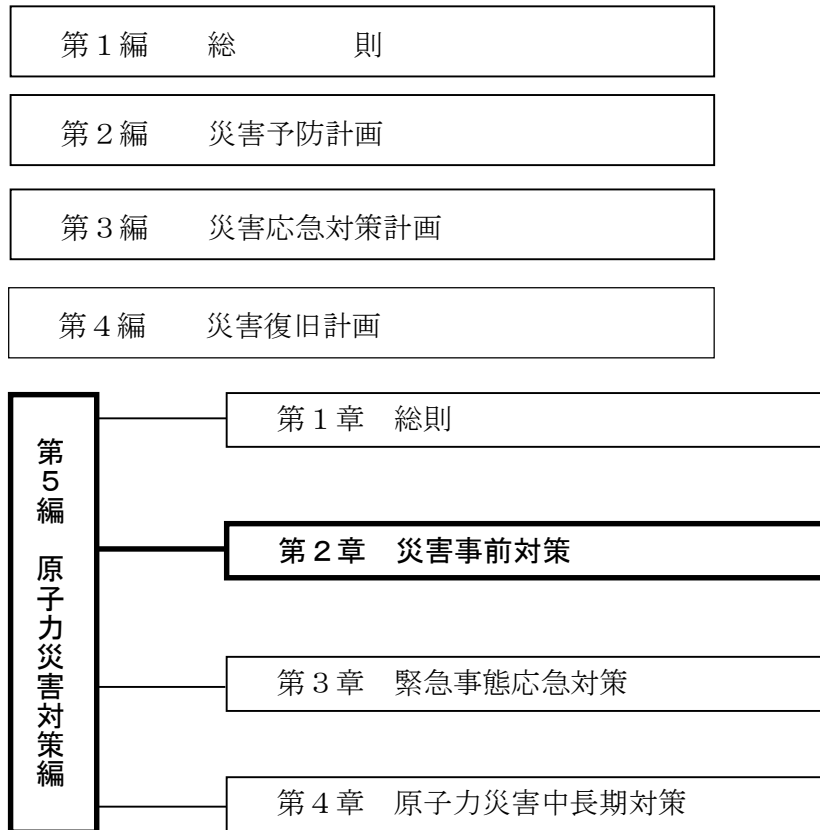 第１編　　総　　　　則
第２編　　災害予防計画
第３編　　災害応急対策計画
第４編　　災害復旧計画
第５編　原子力災害対策編
第１章　総則
第２章　災害事前対策
第３章　緊急事態応急対策
第４章　原子力災害中長期対策